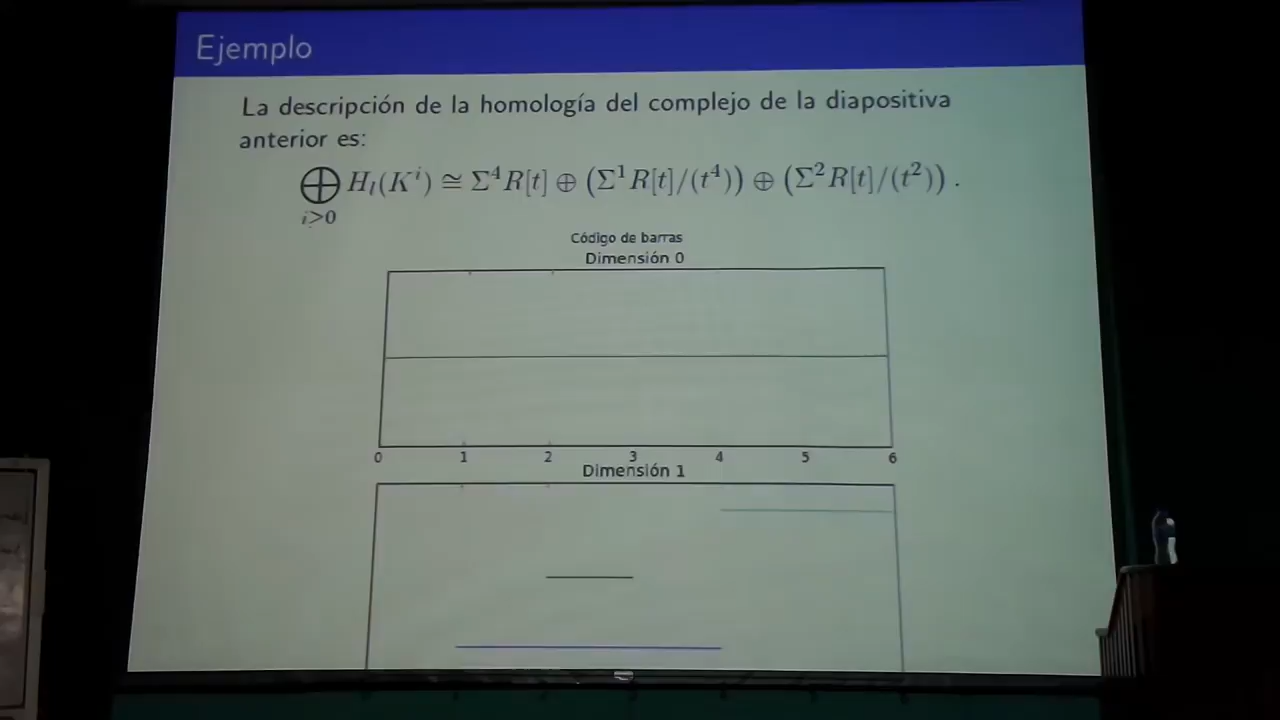 Ejemplo
La descripción de la homología del complejo de la diapositiva
anterior es:
⨁ H_l(K^i) ≅ Σ^4 R[t] ⊕ (Σ^1 R[t]/(t^4)) ⊕ (Σ^2 R[t]/(t^2)) .
i>0
Código de barras
Dimensión 0
0 1 2 3 4 5 6
Dimensión 1